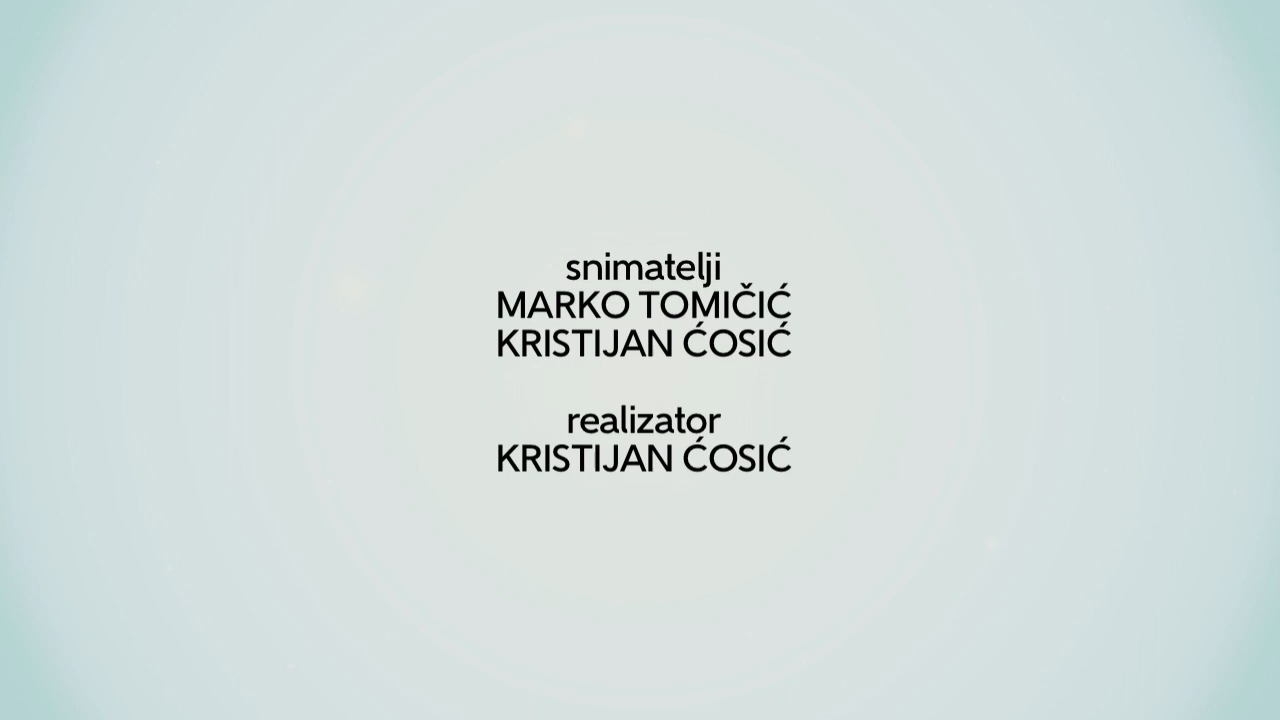 snimatelji
MARKO TOMIČIĆ
KRISTIJAN ĆOSIĆ
realizator
KRISTIJAN ĆOSIĆ